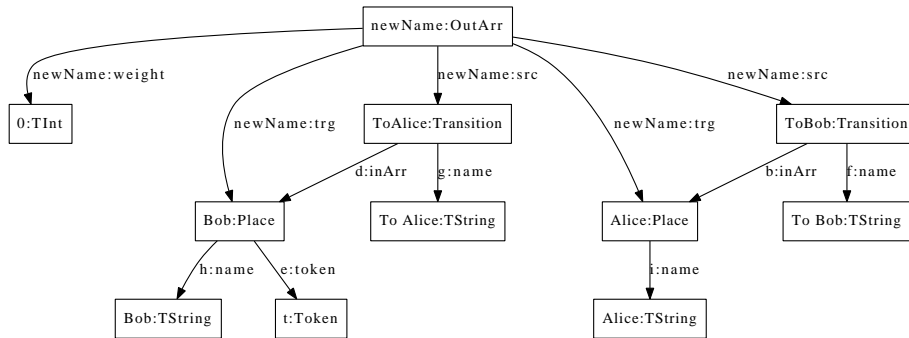 newName:OutArr
newName:weight
newName:src
newName:src
0:TInt
newName:trg
ToAlice:Transition
newName:trg
ToBob:Transition
d:inArr
g:name
b:inArr
f:name
Bob:Place
To Alice:TString
Alice:Place
To Bob:TString
h:name
e:token
i:name
Bob:TString
t:Token
Alice:TString